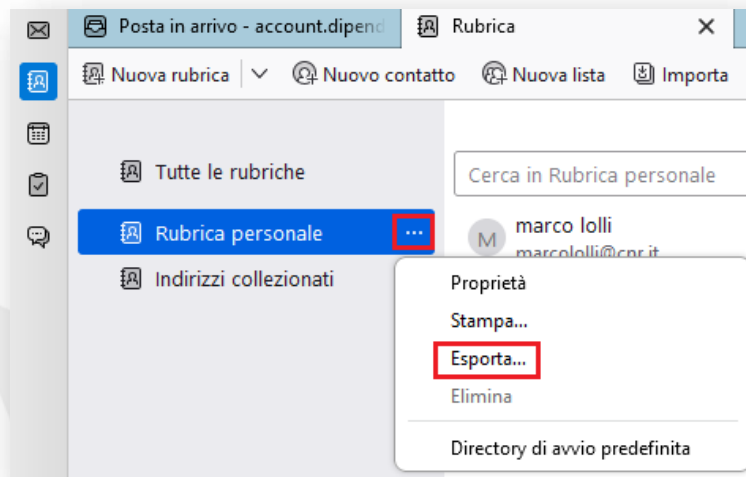 Posta in arrivo - account.dipend
Rubrica
Nuova rubrica
Nuovo contatto
Nuova lista
Importa
Tutte le rubriche
Cerca in Rubrica personale
Rubrica personale
marco lolli
M
marcololli@cnr.it
Indirizzi collezionati
Proprietà
Stampa...
Esporta...
Elimina
Directory di avvio predefinita